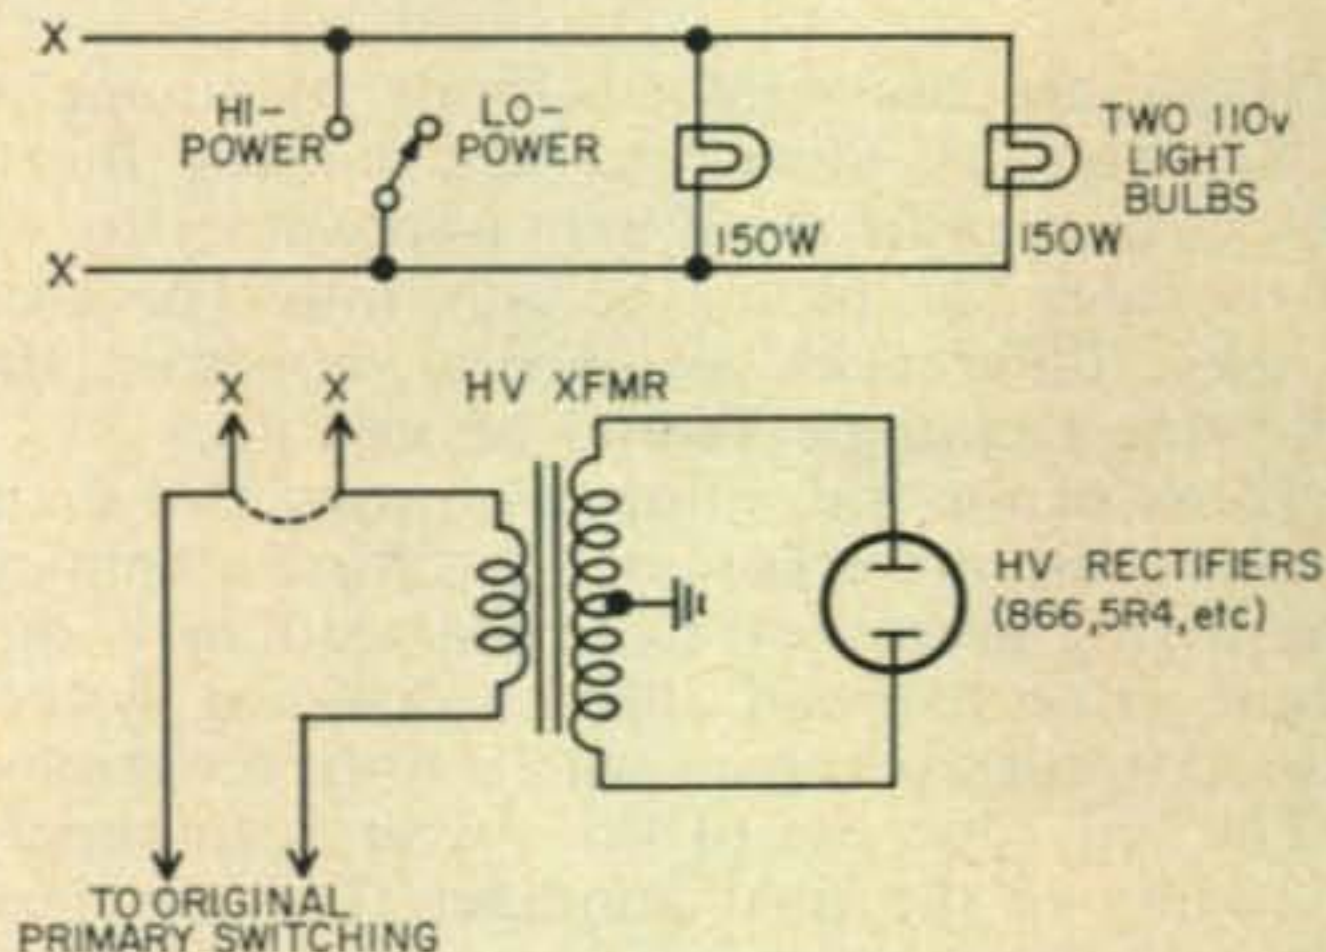 X
HI-
POWER
LO-
POWER
TWO 110v
LIGHT
BULBS
150W
150W
X
X
X
HV XFMR
HV RECTIFIERS
(866,5R4,etc)
TO ORIGINAL
PRIMARY SWITCHING